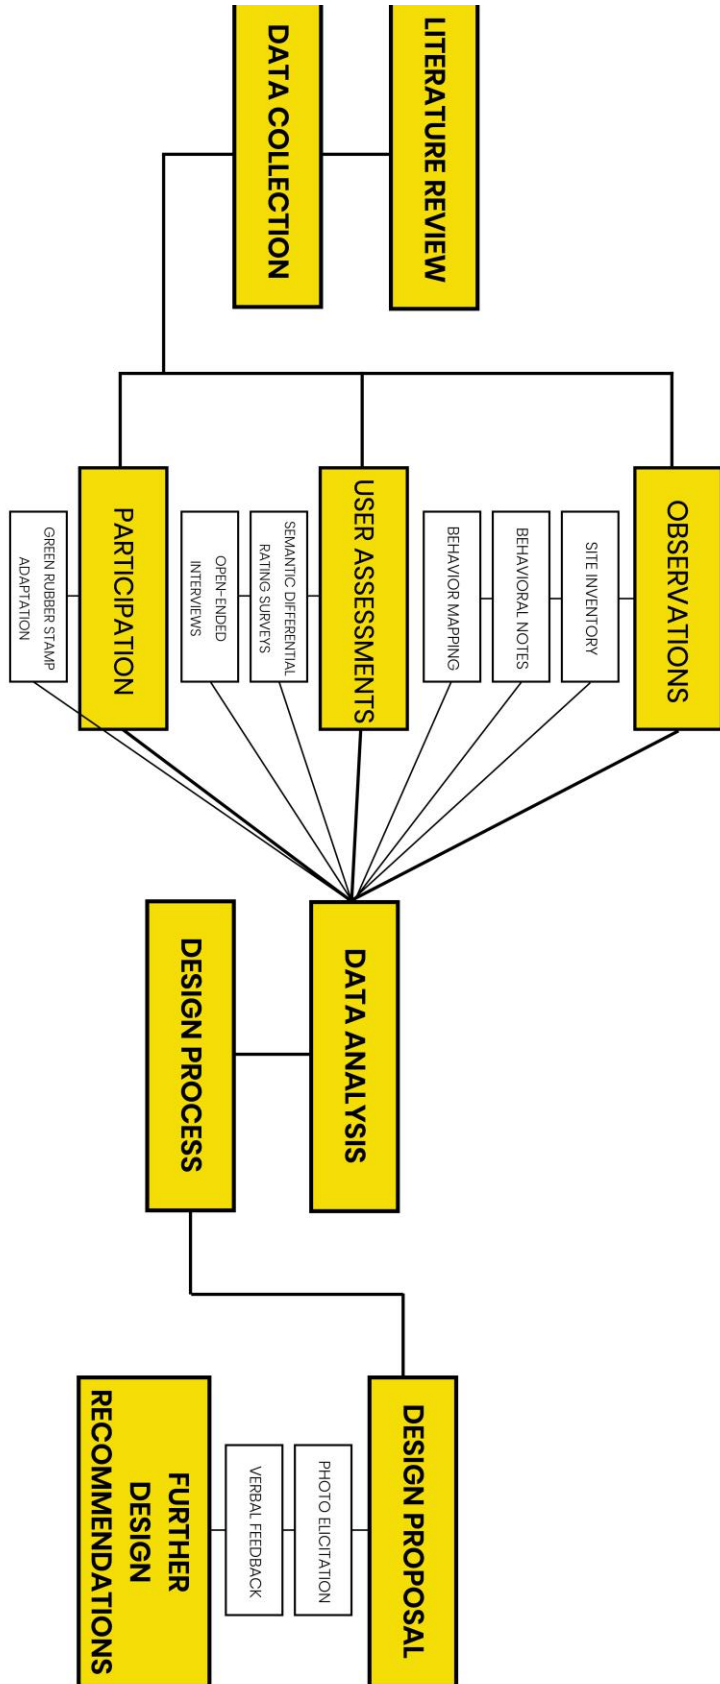 LITERATURE REVIEW
DATA COLLECTION
OBSERVATIONS
SITE INVENTORY
BEHAVIORAL NOTES
BEHAVIOR MAPPING
USER ASSESSMENTS
SEMANTIC DIFFERENTIAL
RATING SURVEYS
OPEN-ENDED
INTERVIEWS
PARTICIPATION
GREEN RUBBER STAMP
ADAPTATION
DATA ANALYSIS
DESIGN PROCESS
DESIGN PROPOSAL
PHOTO ELICITATION
VERBAL FEEDBACK
FURTHER
DESIGN
RECOMMENDATIONS